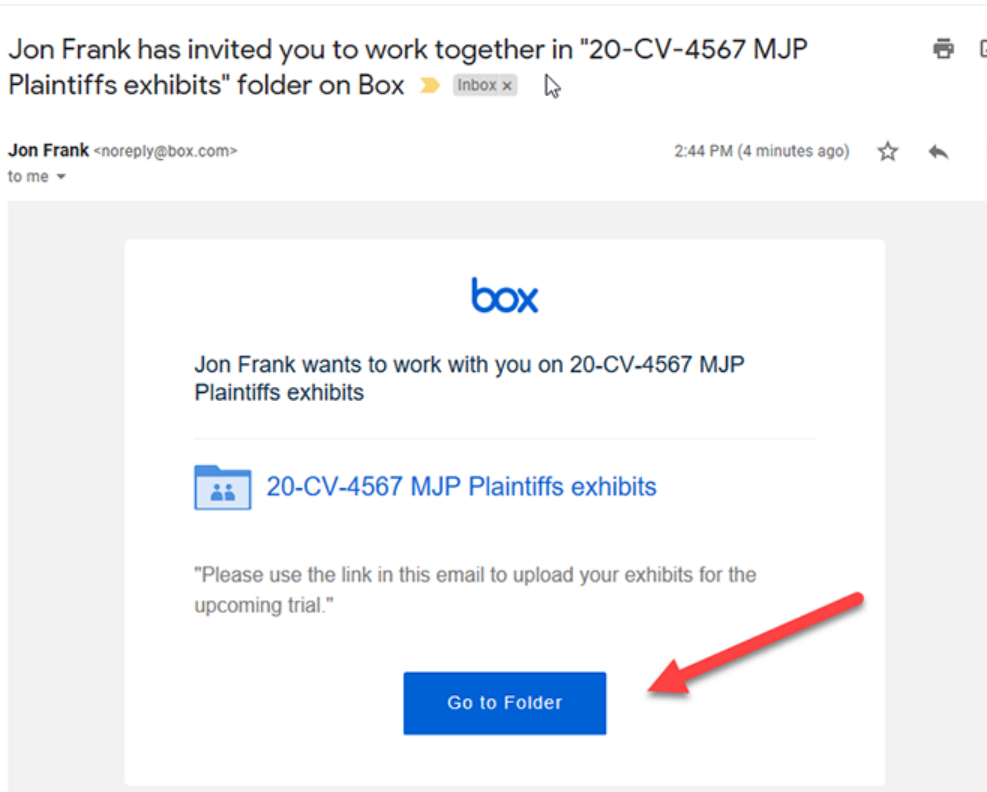 Jon Frank has invited you to work together in "20-CV-4567 MJP
Plaintiffs exhibits" folder on Box Inbox x
Jon Frank <noreply@box.com> 2:44 PM (4 minutes ago)
to me
box
Jon Frank wants to work with you on 20-CV-4567 MJP
Plaintiffs exhibits
20-CV-4567 MJP Plaintiffs exhibits
"Please use the link in this email to upload your exhibits for the
upcoming trial."
Go to Folder